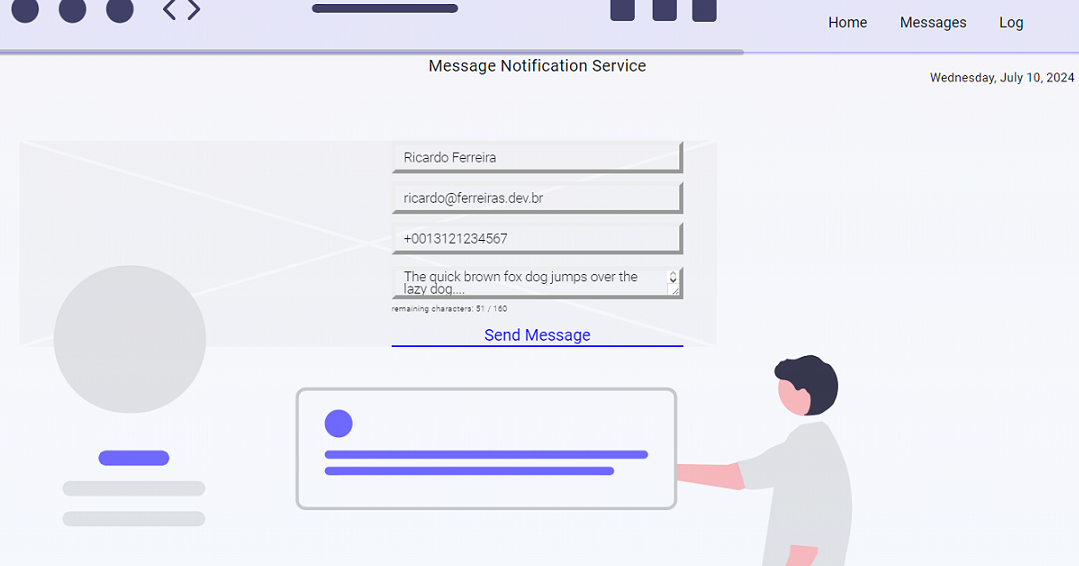 Home Messages Log
Message Notification Service
Wednesday, July 10, 2024
Ricardo Ferreira
ricardo@ferreiras.dev.br
+0013121234567
The quick brown fox dog jumps over the
lazy dog....
remaining characters: 51 / 160
Send Message